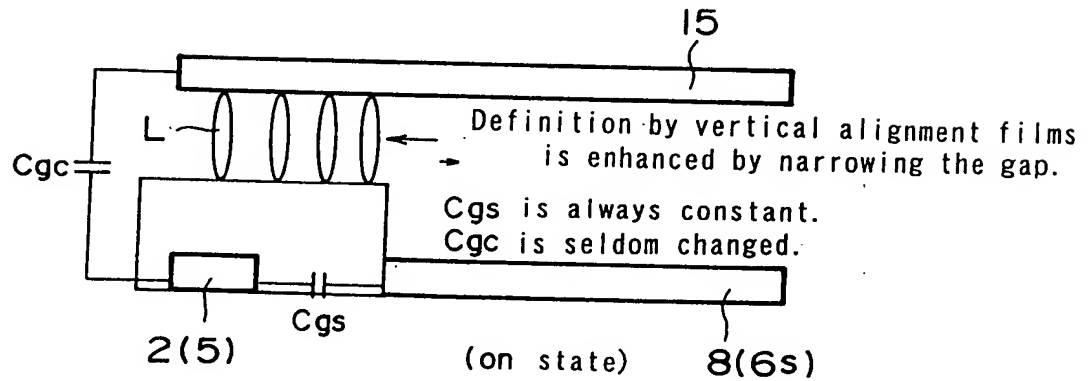 15
L
Definition by vertical alignment films
is enhanced by narrowing the gap.
Cgc
Cgs is always constant.
Cgc is seldom changed.
Cgs
2(5)
(on state)
8(6s)